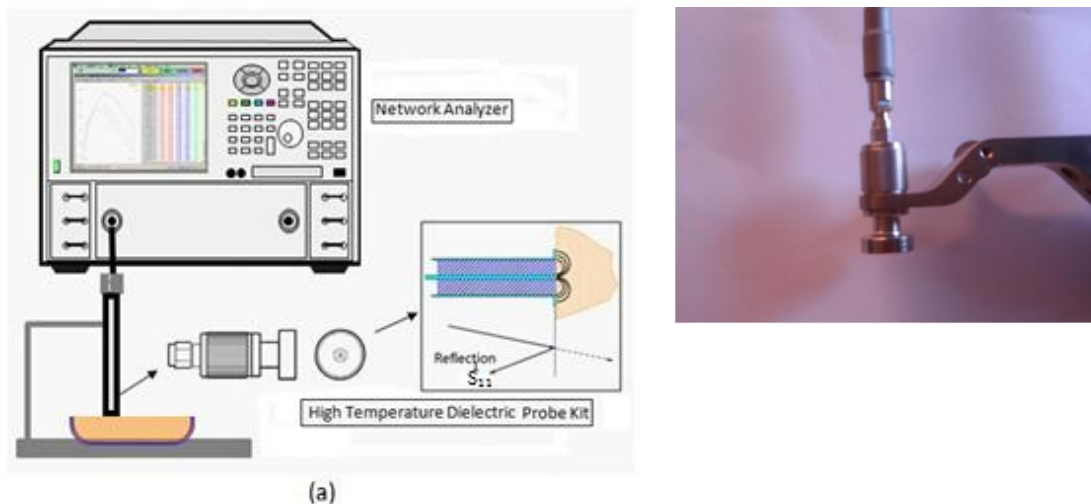 Network Analyzer
Reflection
S₁₁
High Temperature Dielectric Probe Kit
(a)